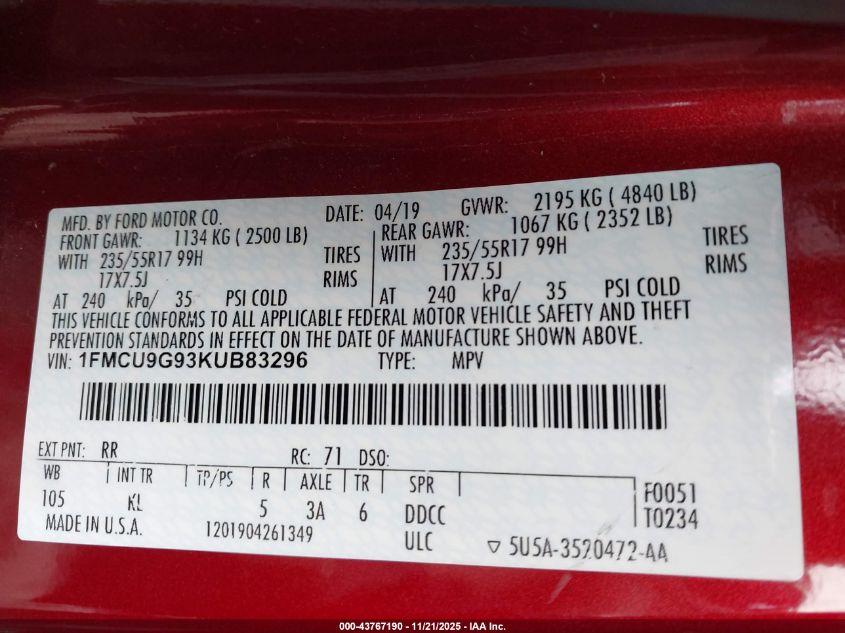 MFD. BY FORD MOTOR CO. DATE: 04/19 GVWR: 2195 KG ( 4840 LB)
FRONT GAWR: 1134 KG ( 2500 LB) REAR GAWR: 1067 KG ( 2352 LB)
WITH 235/55R17 99H TIRES WITH 235/55R17 99H TIRES
17X7.5J RIMS 17X7.5J RIMS
AT 240 kPa/ 35 PSI COLD AT 240 kPa/ 35 PSI COLD
THIS VEHICLE CONFORMS TO ALL APPLICABLE FEDERAL MOTOR VEHICLE SAFETY AND THEFT
PREVENTION STANDARDS IN EFFECT ON THE DATE OF MANUFACTURE SHOWN ABOVE.
VIN: 1FMCU9G93KUB83296 TYPE: MPV
EXT PNT: RR RC: 71 DSO:
WB INT TR TP/PS R AXLE TR SPR F0051
105 KL 5 3A 6 DDCC T0234
MADE IN U.S.A. 1201904261349 ULC ▽ 5U5A-3520472-AA
000-43767190 - 11/21/2025 - IAA Inc.